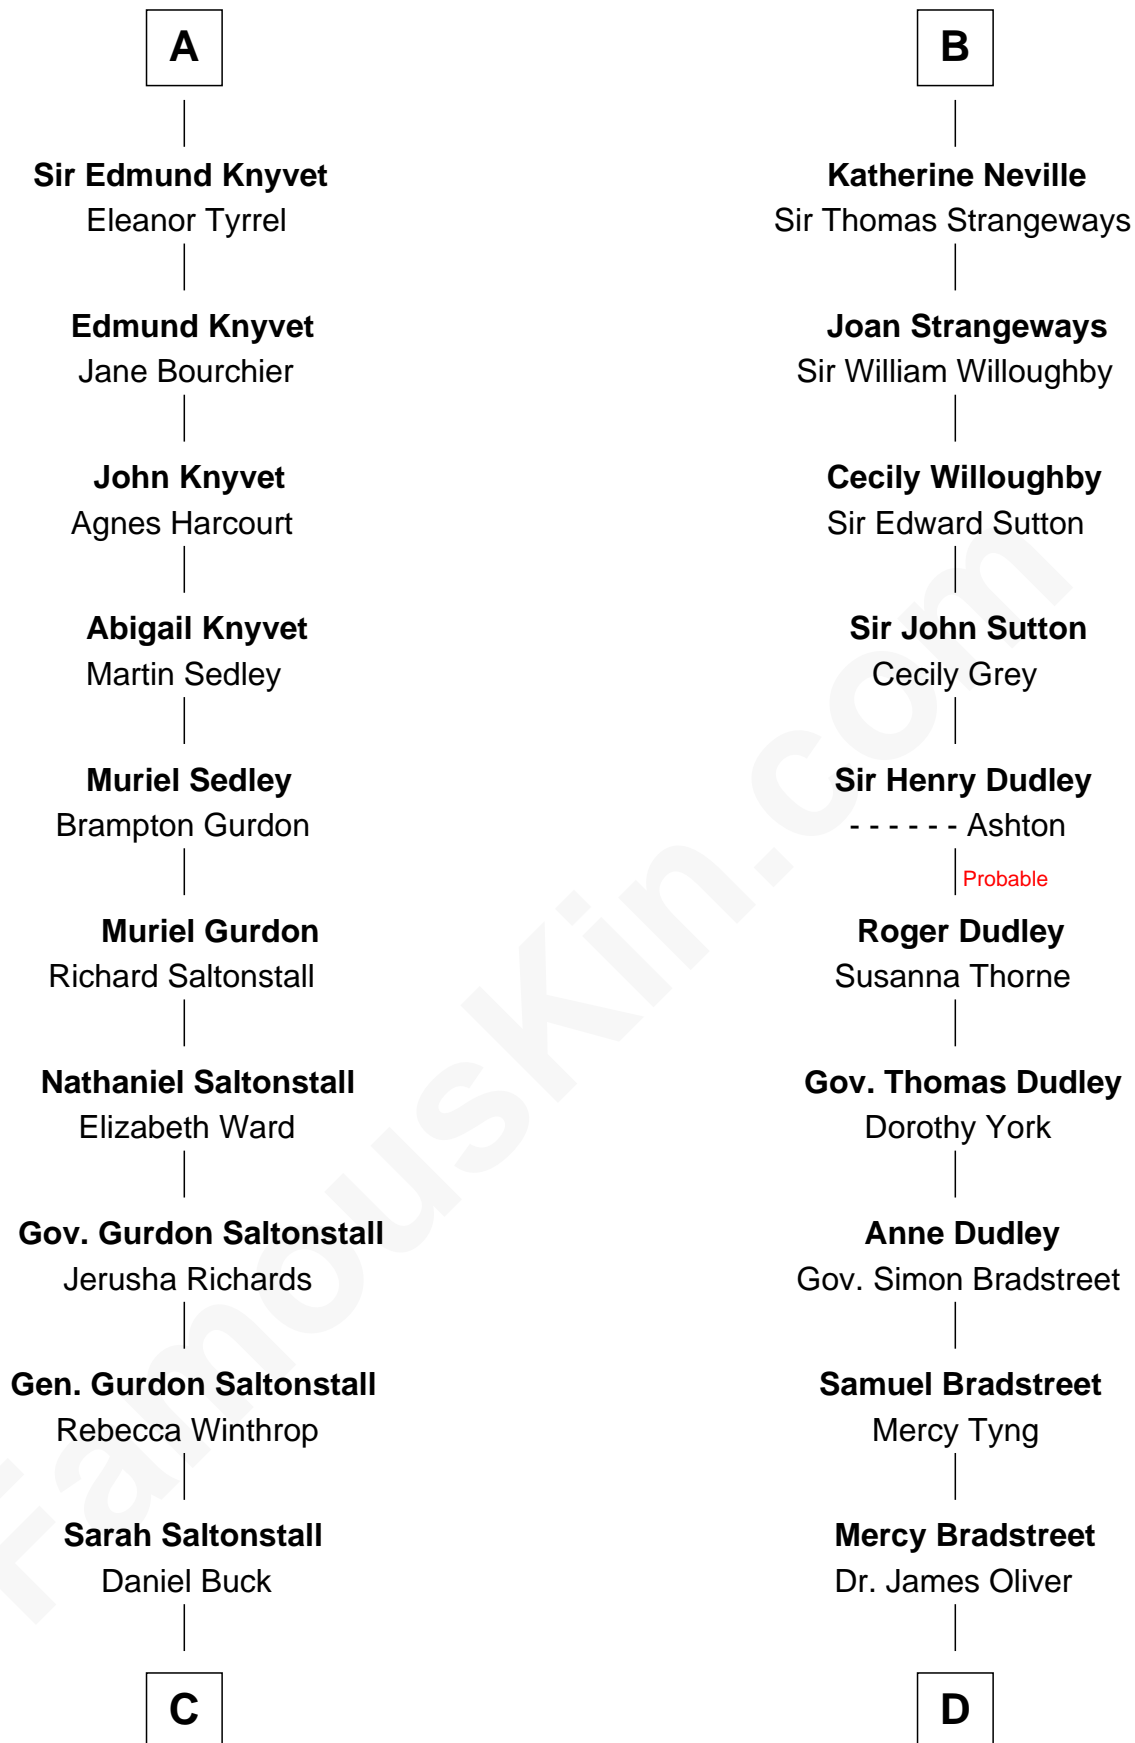 A
Sir Edmund Knyvet
Eleanor Tyrrel
Edmund Knyvet
Jane Bourchier
John Knyvet
Agnes Harcourt
Abigail Knyvet
Martin Sedley
Muriel Sedley
Brampton Gurdon
Muriel Gurdon
Richard Saltonstall
Nathaniel Saltonstall
Elizabeth Ward
Gov. Gurdon Saltonstall
Jerusha Richards
Gen. Gurdon Saltonstall
Rebecca Winthrop
Sarah Saltonstall
Daniel Buck
C
B
Katherine Neville
Sir Thomas Strangeways
Joan Strangeways
Sir William Willoughby
Cecily Willoughby
Sir Edward Sutton
Sir John Sutton
Cecily Grey
Sir Henry Dudley
- - - - - - Ashton
Probable
Roger Dudley
Susanna Thorne
Gov. Thomas Dudley
Dorothy York
Anne Dudley
Gov. Simon Bradstreet
Samuel Bradstreet
Mercy Tyng
Mercy Bradstreet
Dr. James Oliver
D
FamousKin.com